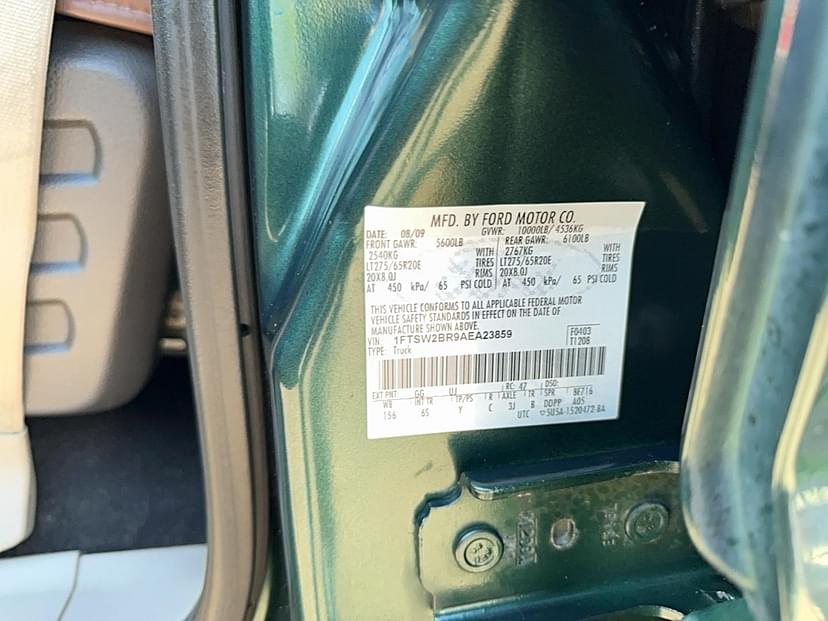 MFD. BY FORD MOTOR CO.
DATE: 08/09 GVWR: 10000LB/ 4536KG
FRONT GAWR: 5600LB REAR GAWR: 6100LB
2540KG WITH 2767KG WITH
LT275/65R20E TIRES LT275/65R20E TIRES
20X8.0J RIMS 20X8.0J RIMS
AT 450 kPa/ 65 PSI COLD AT 450 kPa/ 65 PSI COLD
THIS VEHICLE CONFORMS TO ALL APPLICABLE FEDERAL MOTOR
VEHICLE SAFETY STANDARDS IN EFFECT ON THE DATE OF
MANUFACTURE SHOWN ABOVE.
VIN: 1FTSW2BR9AEA23859 F0403
TYPE: Truck T120B
EXT PNT: GG UJ RC: 47 DSO:
WB INT TR TP/PS R AXLE TR SPR BF716
156 6S Y C 3J B DDPP A05
UTC 5U5A-1520472-BA